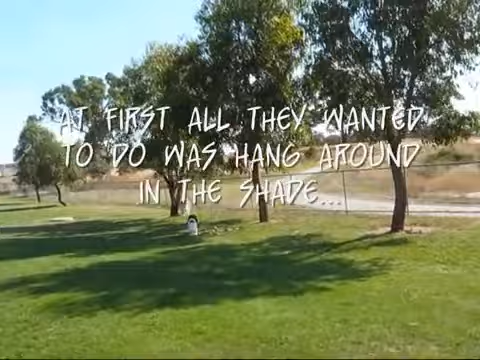 AT FIRST ALL THEY WANTED
TO DO WAS HANG AROUND
IN THE SHADE...